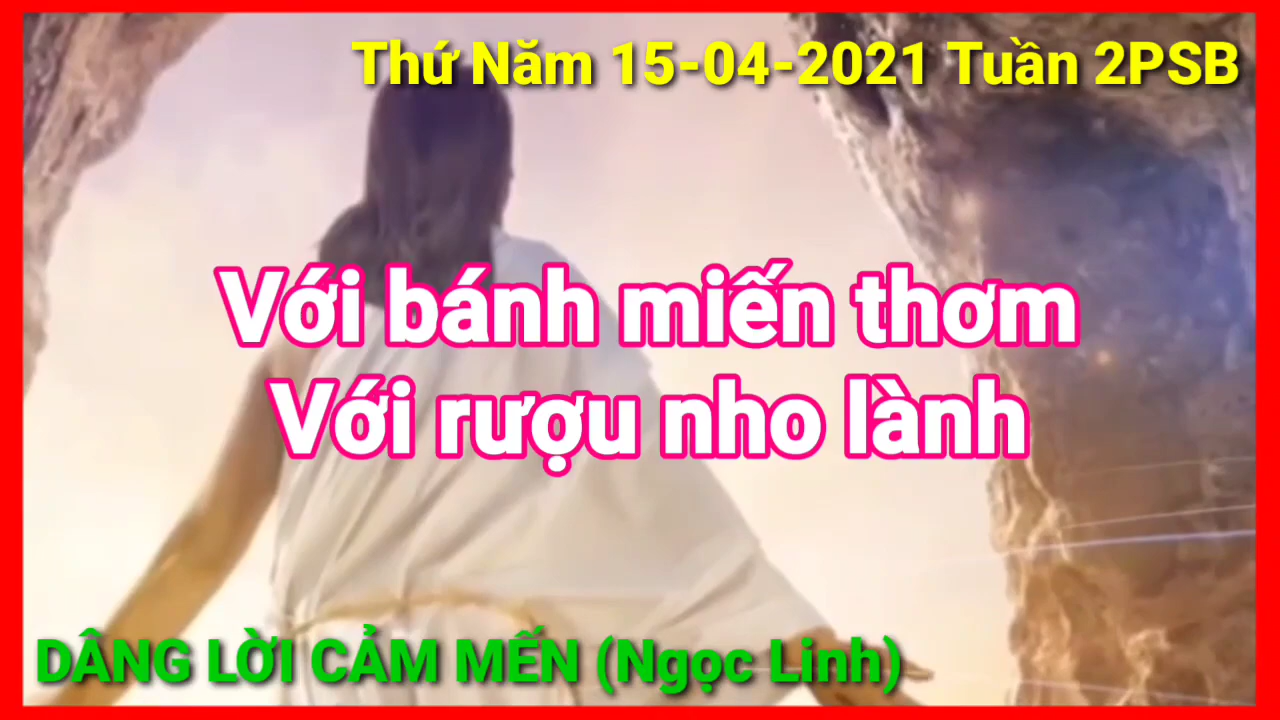 Thứ Năm 15-04-2021 Tuần 2PSB
Với bánh miến thơm
Với rượu nho lành
DÂNG LỜI CẢM MẾN (Ngọc Linh)